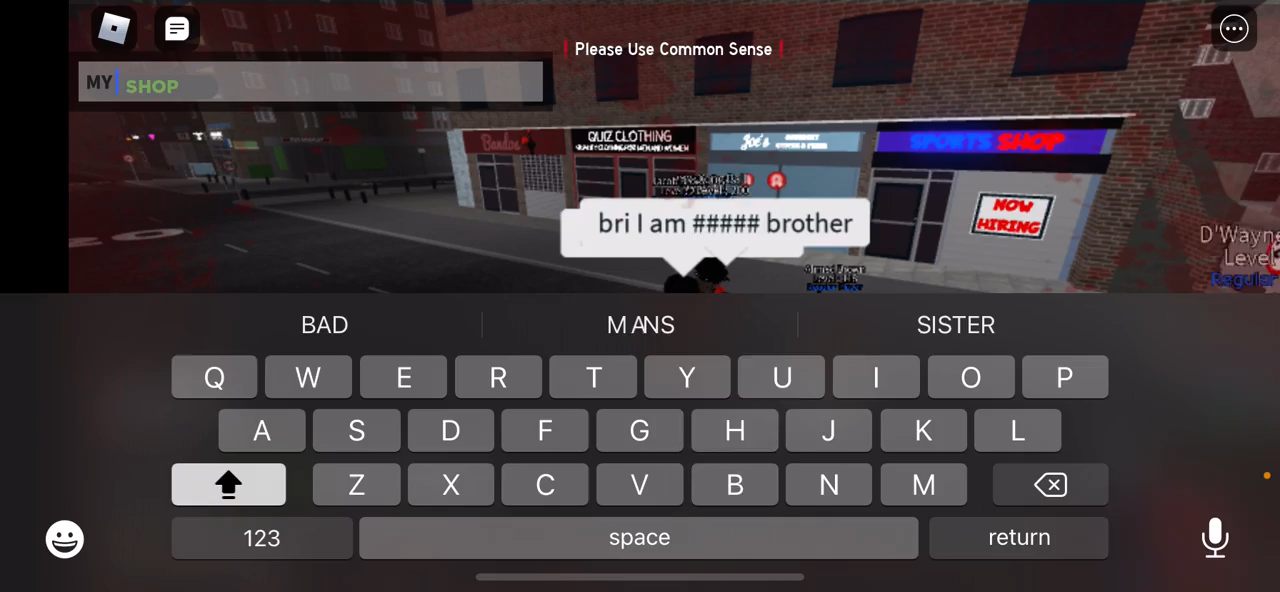 Please Use Common Sense
MY
SHOP
Bandos
QUIZ CLOTHING
Joe's
SPORTS SHOP
NOW
HIRING
bri I am ##### brother
D'Wayne
Level
Regular
BAD
MANS
SISTER
Q W E R T Y U I O P
A S D F G H J K L
Z X C V B N M
123
space
return